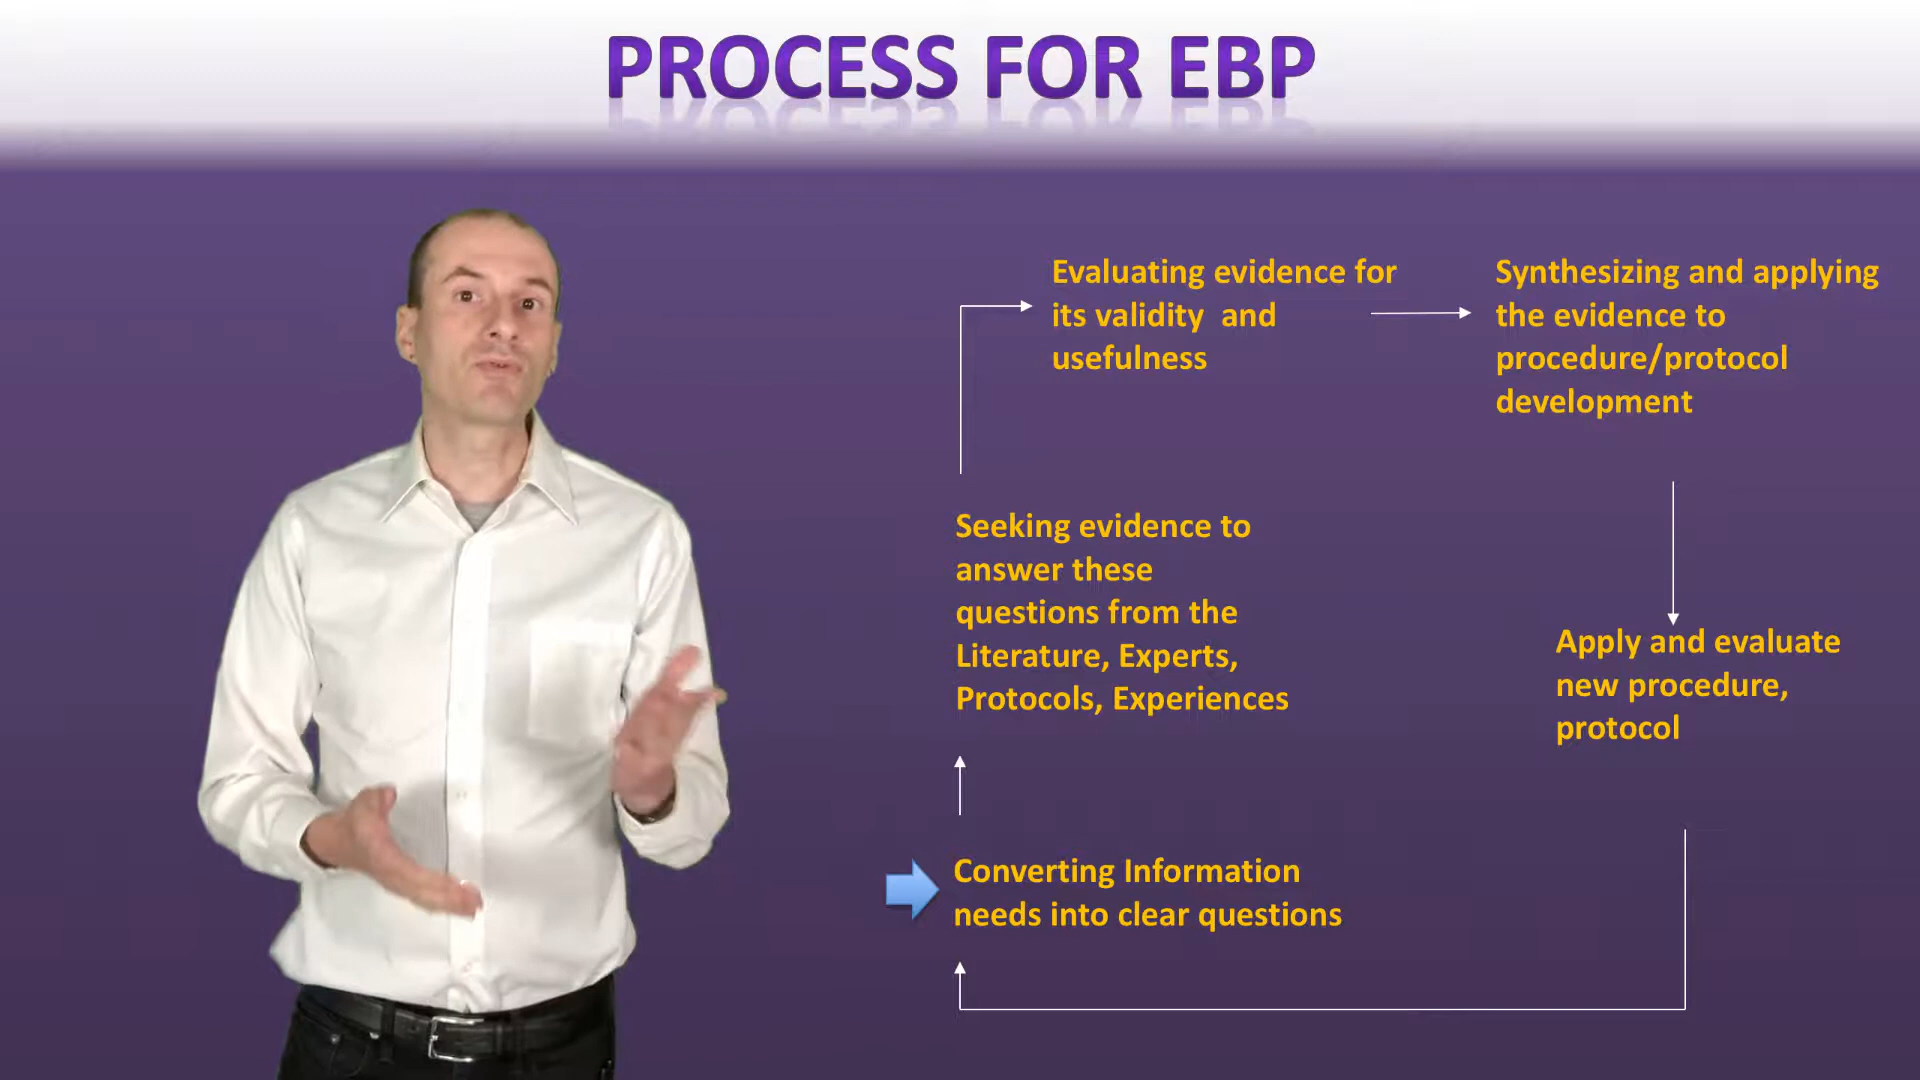 PROCESS FOR EBP
Evaluating evidence for
its validity and
usefulness
Synthesizing and applying
the evidence to
procedure/protocol
development
Seeking evidence to
answer these
questions from the
Literature, Experts,
Protocols, Experiences
Apply and evaluate
new procedure,
protocol
Converting Information
needs into clear questions